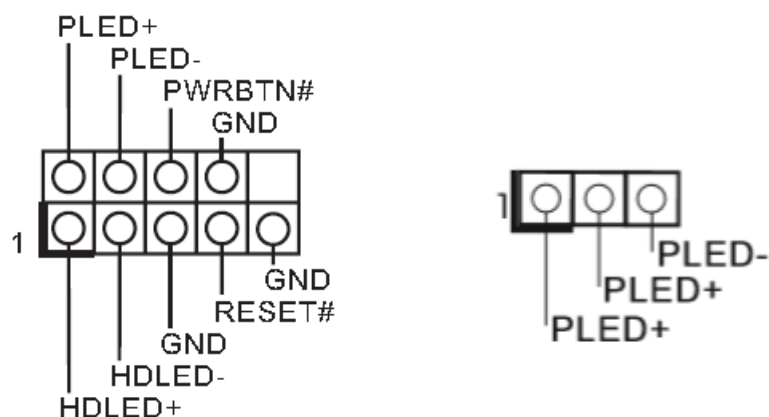 PLED+
PLED-
PWRBTN#
GND
1
GND
RESET#
GND
HDLED-
HDLED+
1
PLED-
PLED+
PLED+